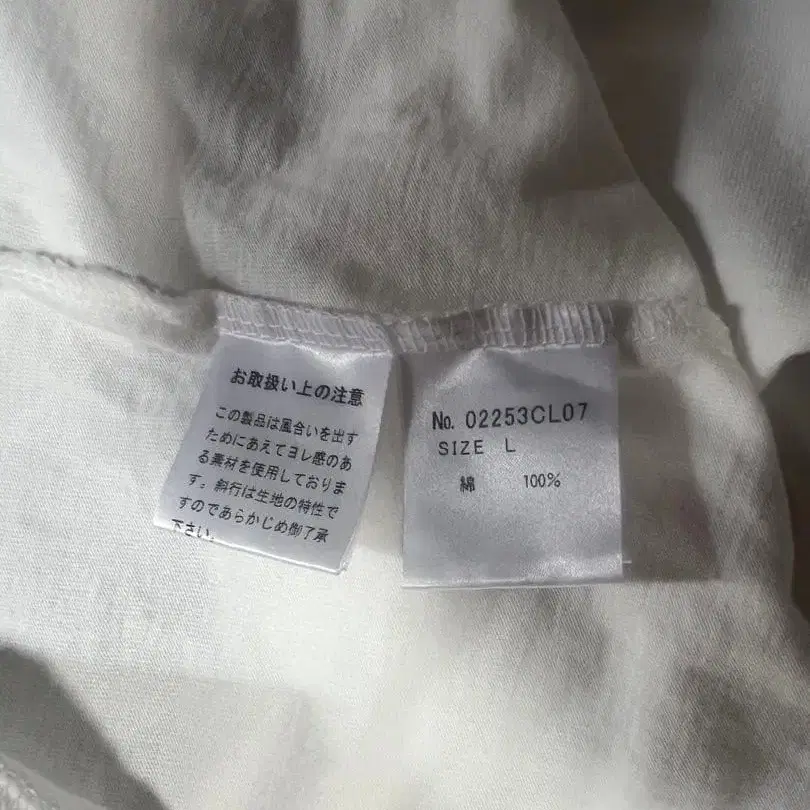 お取扱い上の注意
この製品は風合いを出す
ためにあえてヨレ感のあ
る素材を使用しておりま
す。斜行は生地の特性で
すのであらかじめ御了承
下さい。
No. 02253CL07
SIZE L
綿 100%